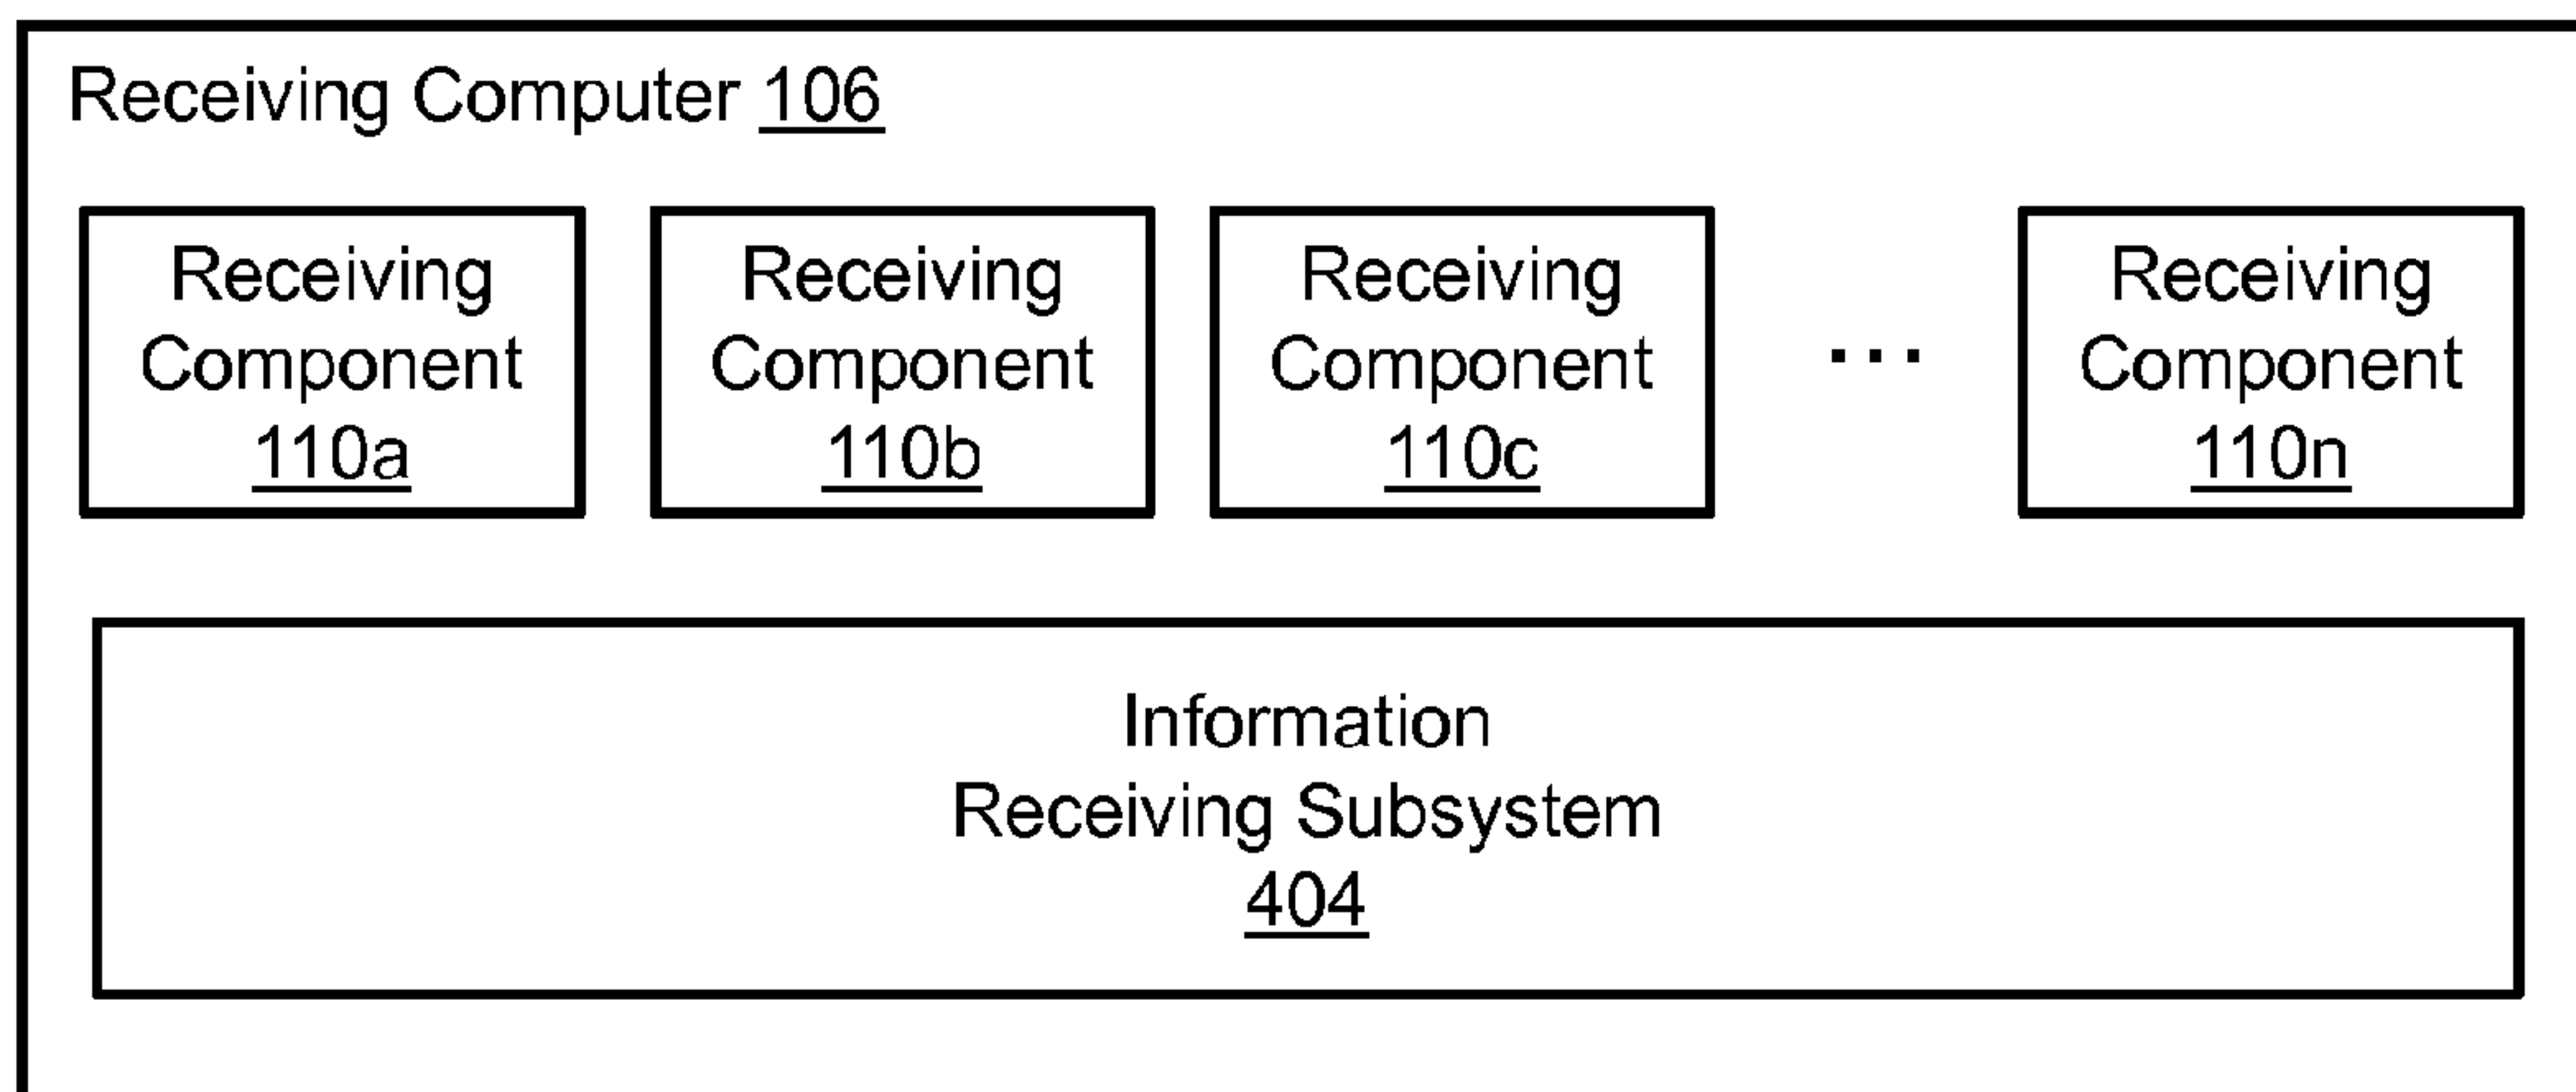 Receiving Computer 106
Receiving
Component
110a
Receiving
Component
110b
Receiving
Component
110c
...
Receiving
Component
110n
Information
Receiving Subsystem
404